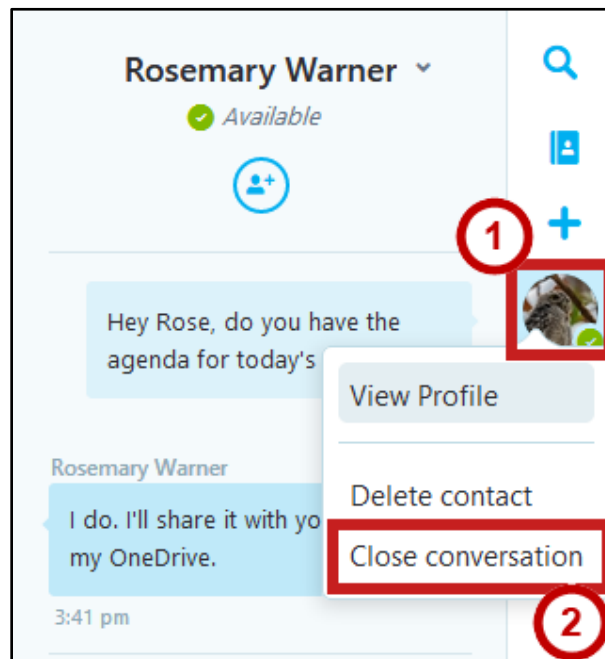 Rosemary Warner
Available
1
Hey Rose, do you have the
agenda for today's
View Profile
Rosemary Warner
Delete contact
I do. I'll share it with
my OneDrive.
Close conversation
3:41 pm
2